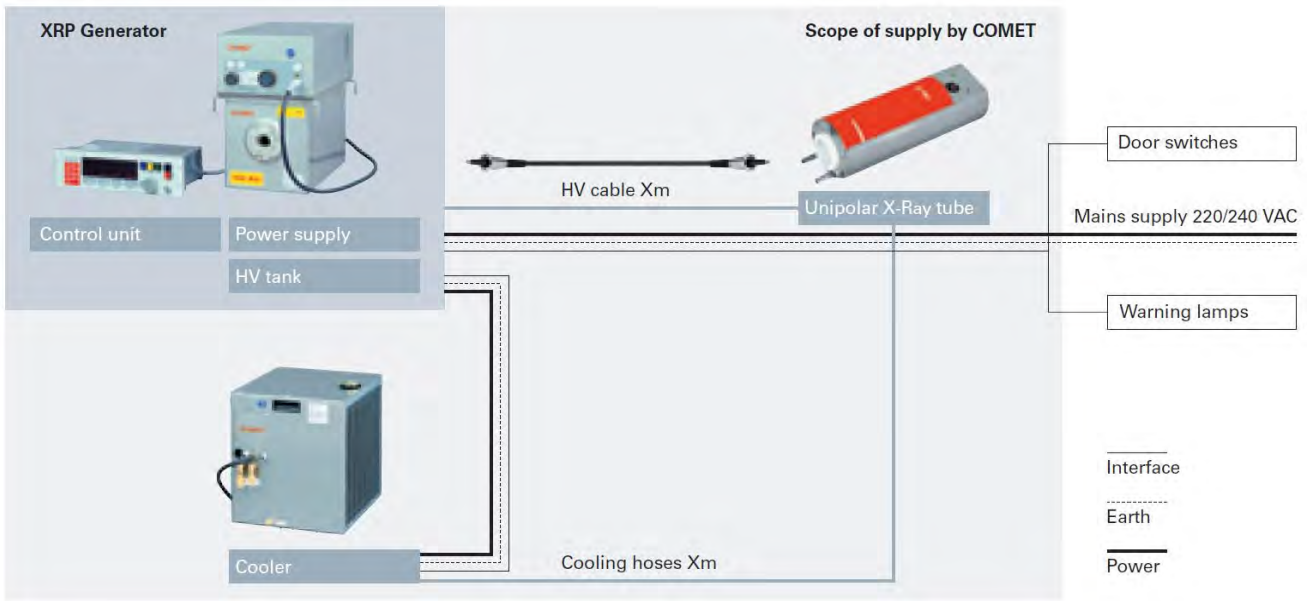 XRP Generator
Scope of supply by COMET
Door switches
HV cable Xm
Unipolar X-Ray tube
Mains supply 220/240 VAC
Control unit
Power supply
HV tank
Warning lamps
Interface
Earth
Power
Cooler
Cooling hoses Xm